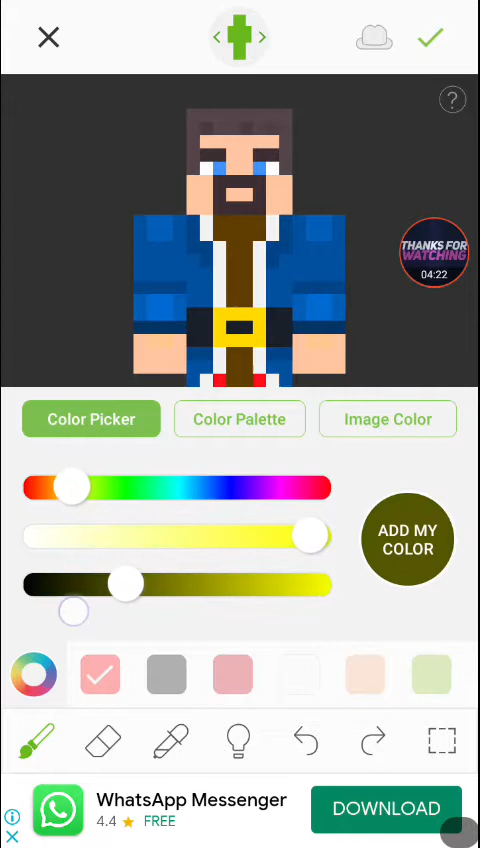 ?
THANKS FOR
WATCHING
04:22
Color Picker
Color Palette
Image Color
ADD MY
COLOR
WhatsApp Messenger
4.4 ★ FREE
DOWNLOAD